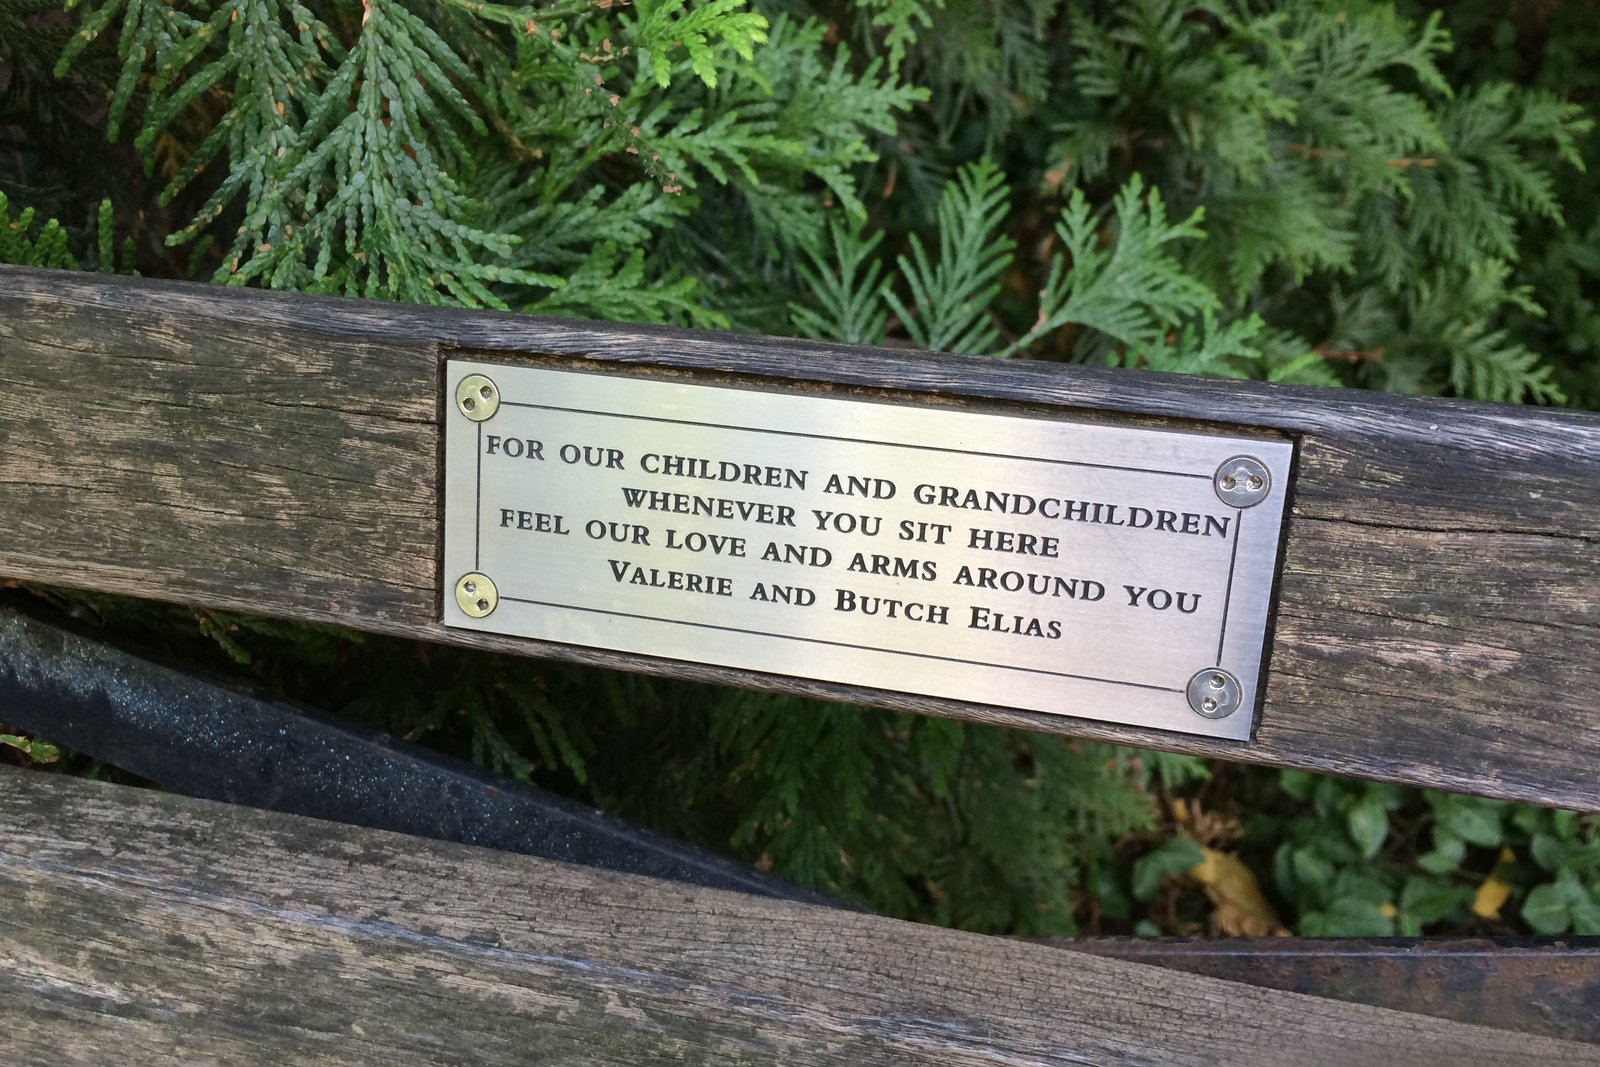 FOR OUR CHILDREN AND GRANDCHILDREN
WHENEVER YOU SIT HERE
FEEL OUR LOVE AND ARMS AROUND YOU
VALERIE AND BUTCH ELIAS